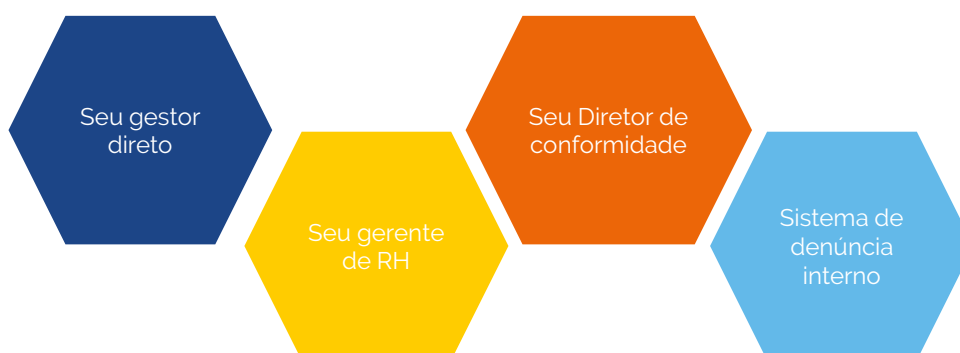 Seu gestor
direto
Seu gerente
de RH
Seu Diretor de
conformidade
Sistema de
denúncia
interno